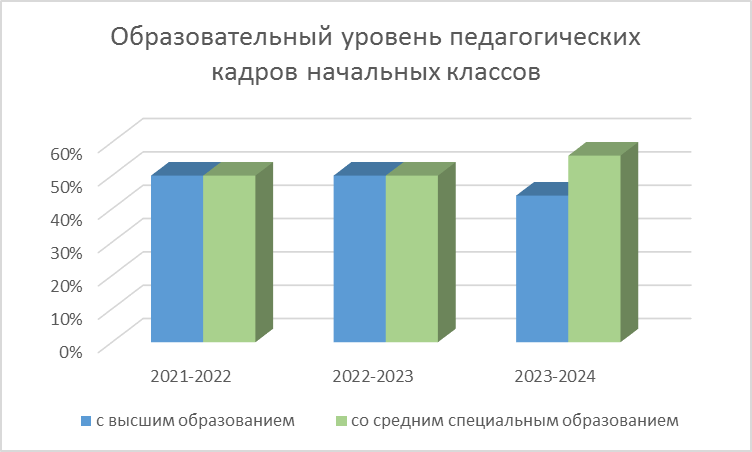 Образовательный уровень педагогических
кадров начальных классов
60%
50%
40%
30%
20%
10%
0%
2021-2022 2022-2023 2023-2024
с высшим образованием со средним специальным образованием